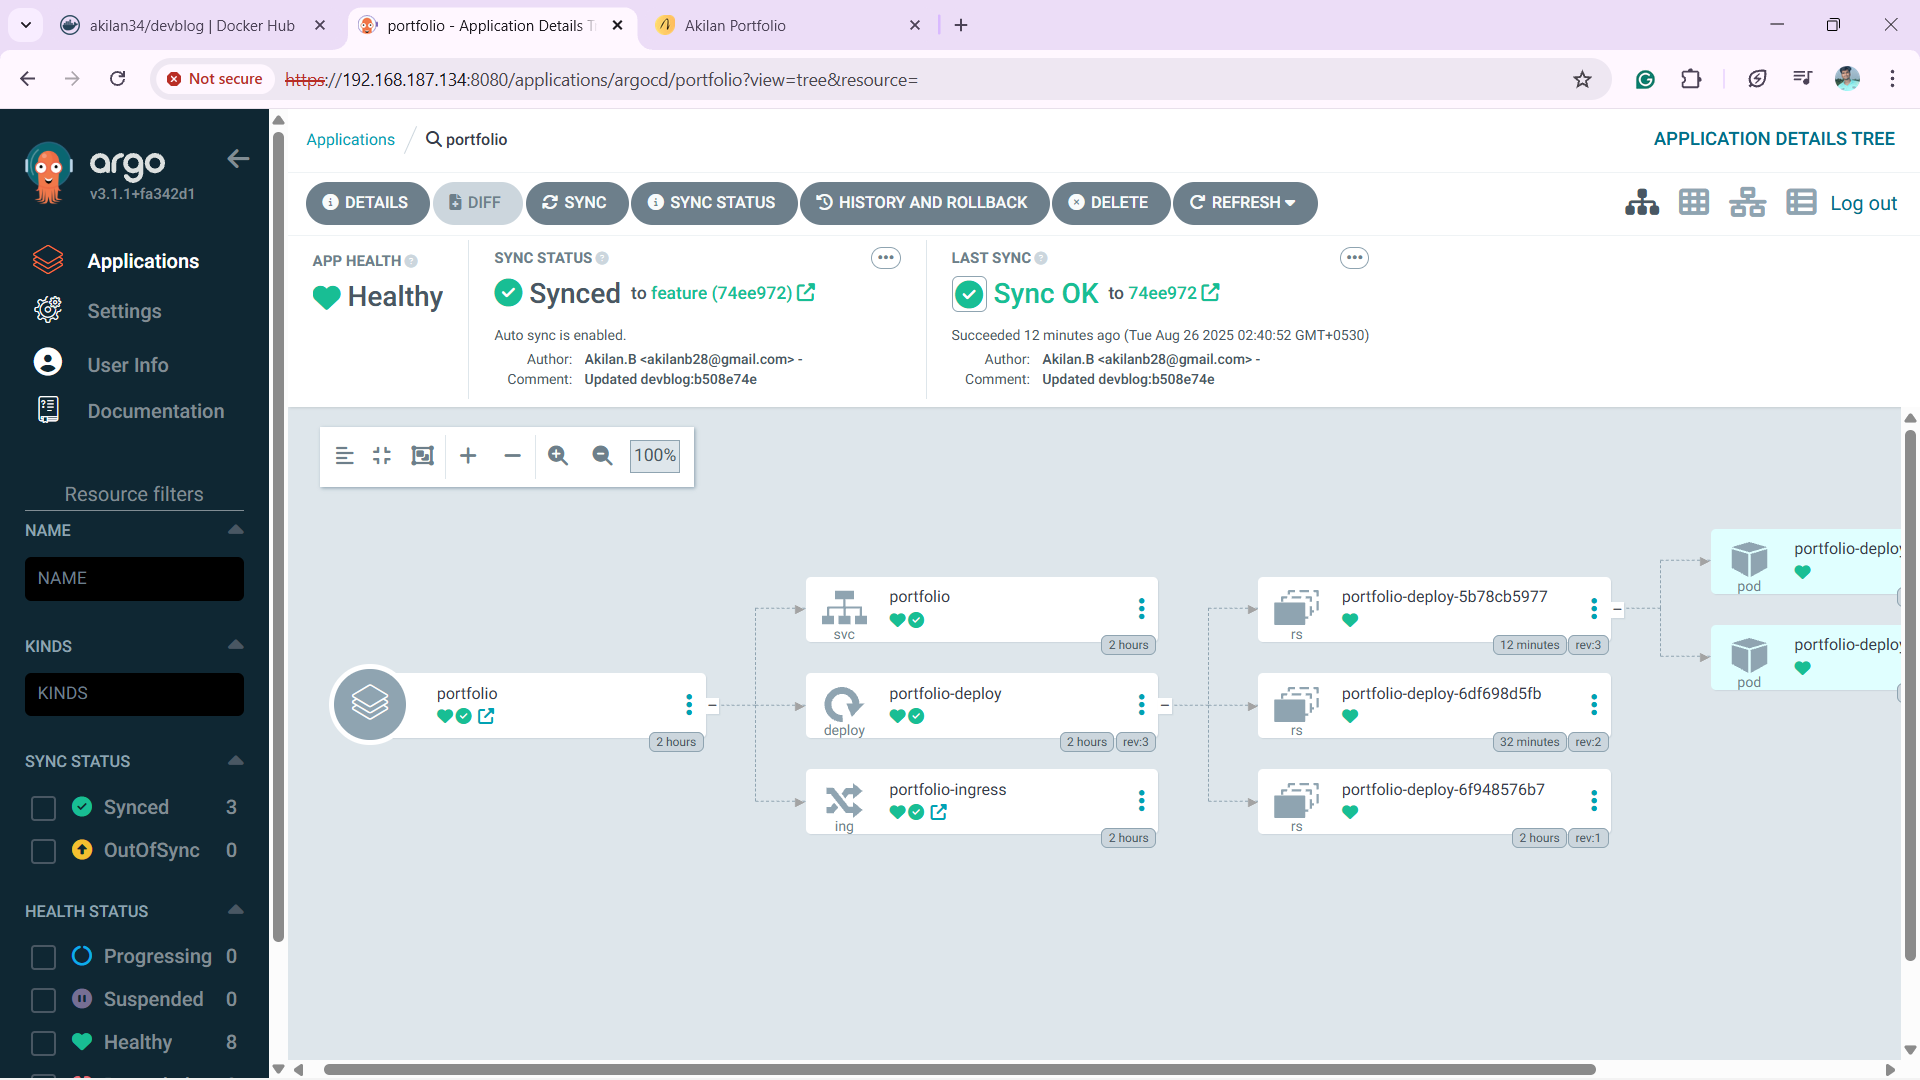 akilan34/devblog | Docker Hub
portfolio - Application Details T
Akilan Portfolio
Not secure
https://192.168.187.134:8080/applications/argocd/portfolio?view=tree&resource=
argo
v3.1.1+fa342d1
Applications
Settings
User Info
Documentation
Resource filters
NAME
NAME
KINDS
KINDS
SYNC STATUS
Synced 3
OutOfSync 0
HEALTH STATUS
Progressing 0
Suspended 0
Healthy 8
Applications / portfolio
APPLICATION DETAILS TREE
DETAILS
DIFF
SYNC
SYNC STATUS
HISTORY AND ROLLBACK
DELETE
REFRESH
Log out
APP HEALTH
Healthy
SYNC STATUS
Synced to feature (74ee972)
Auto sync is enabled.
Author: Akilan.B <akilanb28@gmail.com> -
Comment: Updated devblog:b508e74e
LAST SYNC
Sync OK to 74ee972
Succeeded 12 minutes ago (Tue Aug 26 2025 02:40:52 GMT+0530)
Author: Akilan.B <akilanb28@gmail.com> -
Comment: Updated devblog:b508e74e
100%
portfolio
2 hours
svc
portfolio
2 hours
deploy
portfolio-deploy
2 hours
rev:3
ing
portfolio-ingress
2 hours
rs
portfolio-deploy-5b78cb5977
12 minutes
rev:3
rs
portfolio-deploy-6df698d5fb
32 minutes
rev:2
rs
portfolio-deploy-6f948576b7
2 hours
rev:1
pod
portfolio-deploy
pod
portfolio-deploy